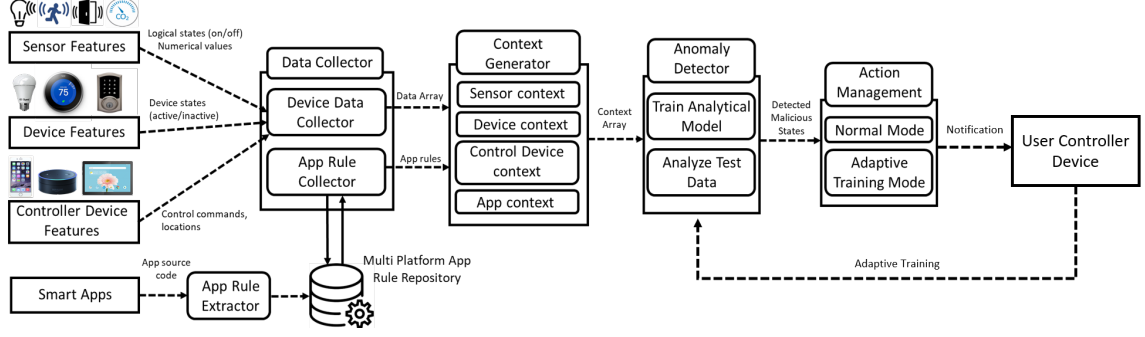 CO₂
Sensor Features
Logical states (on/off)
Numerical values
75
Device Features
Device states
(active/inactive)
Controller Device
Features
Control commands,
locations
Smart Apps
App source
code
App Rule
Extractor
Data Collector
Device Data
Collector
App Rule
Collector
Multi Platform App
Rule Repository
Data Array
App rules
Context
Generator
Sensor context
Device context
Control Device
context
App context
Context
Array
Anomaly
Detector
Train Analytical
Model
Analyze Test
Data
Detected
Malicious
States
Action
Management
Normal Mode
Adaptive
Training Mode
Notification
User Controller
Device
Adaptive Training